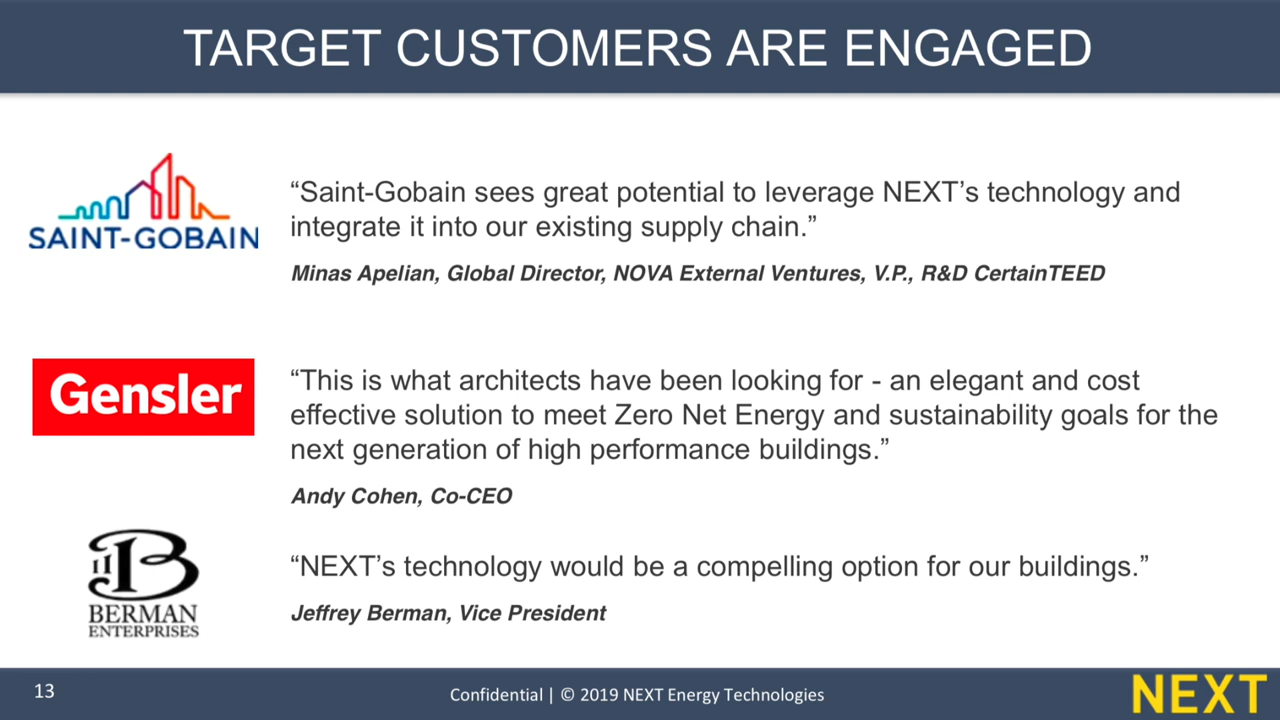 TARGET CUSTOMERS ARE ENGAGED
SAINT-GOBAIN
“Saint-Gobain sees great potential to leverage NEXT’s technology and
integrate it into our existing supply chain.”
Minas Apelian, Global Director, NOVA External Ventures, V.P., R&D CertainTEED
Gensler
“This is what architects have been looking for - an elegant and cost
effective solution to meet Zero Net Energy and sustainability goals for the
next generation of high performance buildings.”
Andy Cohen, Co-CEO
B
BERMAN
ENTERPRISES
“NEXT’s technology would be a compelling option for our buildings.”
Jeffrey Berman, Vice President
13
Confidential | © 2019 NEXT Energy Technologies
NEXT